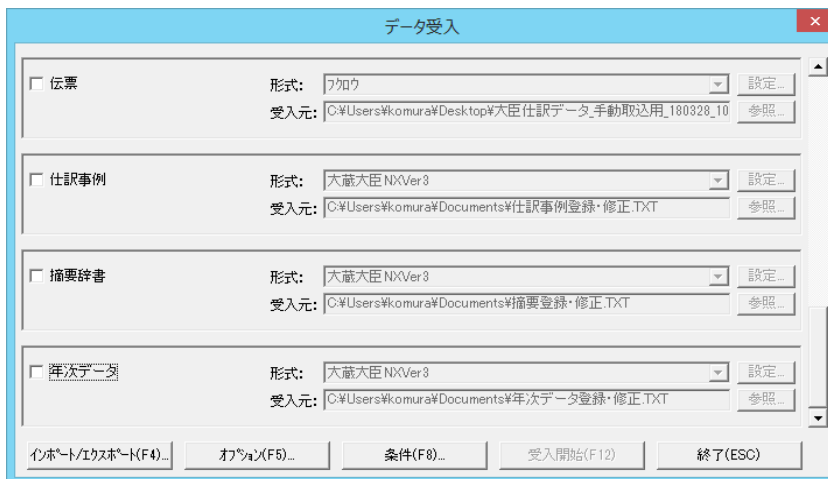 データ受入
伝票
形式: フクロウ 設定...
受入元: C:¥Users¥komura¥Desktop¥大臣仕訳データ_手動取込用_180328_10 参照...
仕訳事例
形式: 大蔵大臣NXVer3 設定...
受入元: C:¥Users¥komura¥Documents¥仕訳事例登録・修正.TXT 参照...
摘要辞書
形式: 大蔵大臣NXVer3 設定...
受入元: C:¥Users¥komura¥Documents¥摘要登録・修正.TXT 参照...
年次データ
形式: 大蔵大臣NXVer3 設定...
受入元: C:¥Users¥komura¥Documents¥年次データ登録・修正.TXT 参照...
インポート/エクスポート(F4)... オプション(F5)... 条件(F8)... 受入開始(F12) 終了(ESC)